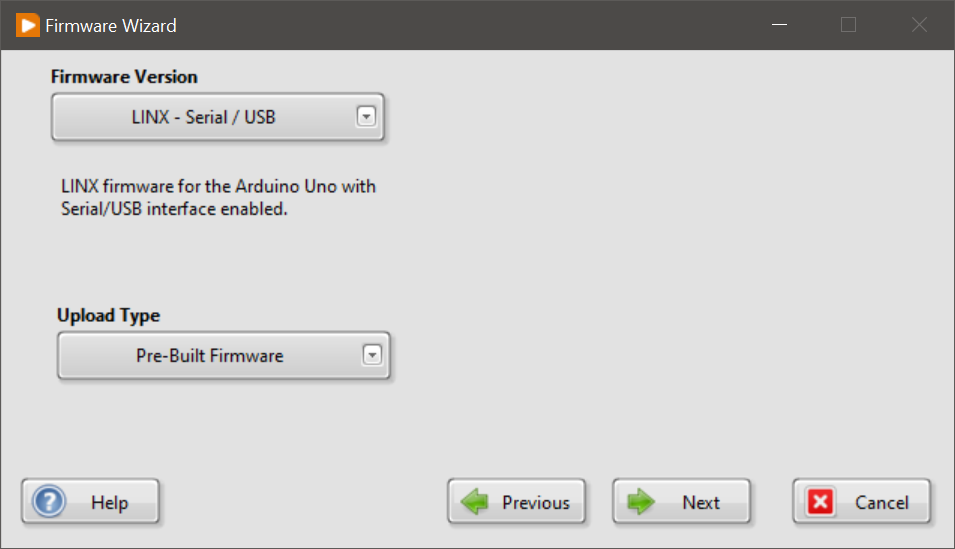 Firmware Wizard
Firmware Version
LINX - Serial / USB
LINX firmware for the Arduino Uno with
Serial/USB interface enabled.
Upload Type
Pre-Built Firmware
Help
Previous
Next
Cancel